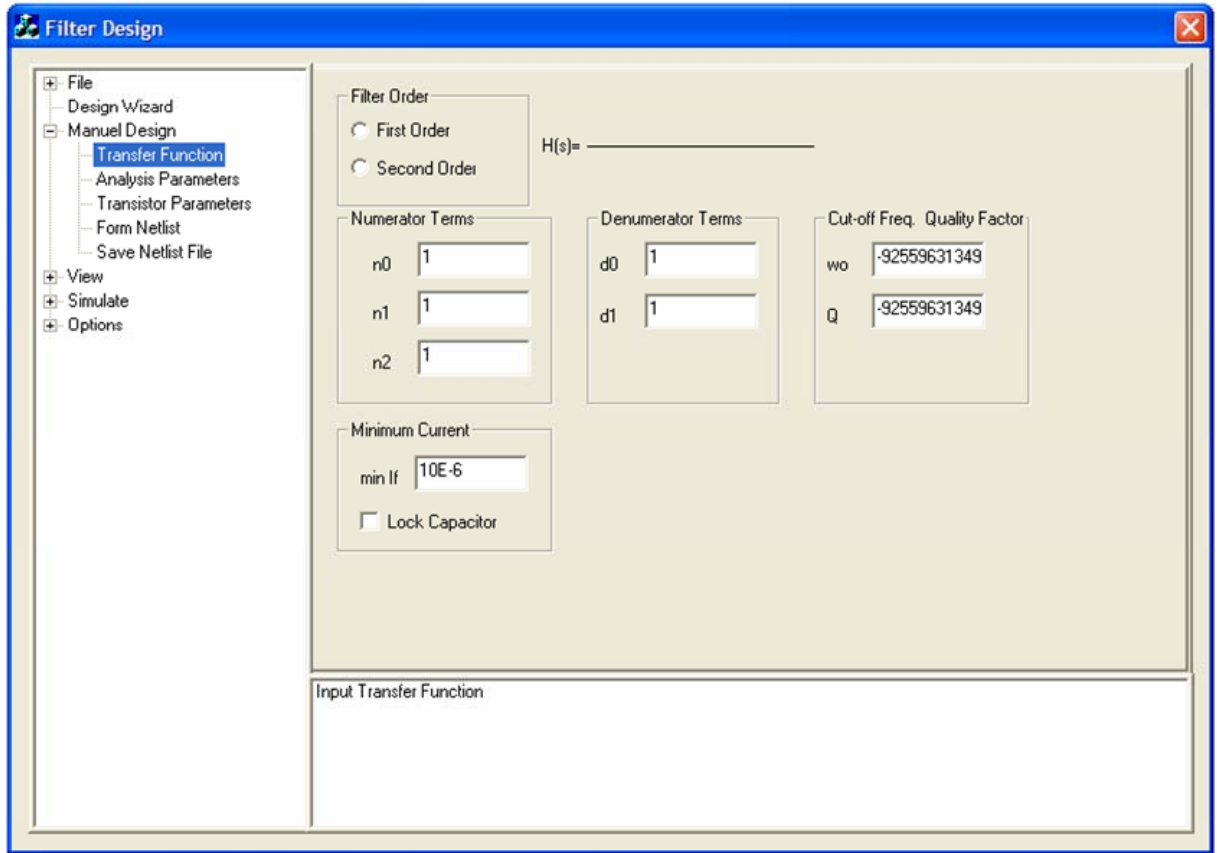 Filter Design
File
Design Wizard
Manuel Design
Transfer Function
Analysis Parameters
Transistor Parameters
Form Netlist
Save Netlist File
View
Simulate
Options
Filter Order
First Order
Second Order
H(s)=
Numerator Terms
n0 1
n1 1
n2 1
Denumerator Terms
d0 1
d1 1
Cut-off Freq. Quality Factor
wo -92559631349
Q -92559631349
Minimum Current
min If 10E-6
Lock Capacitor
Input Transfer Function